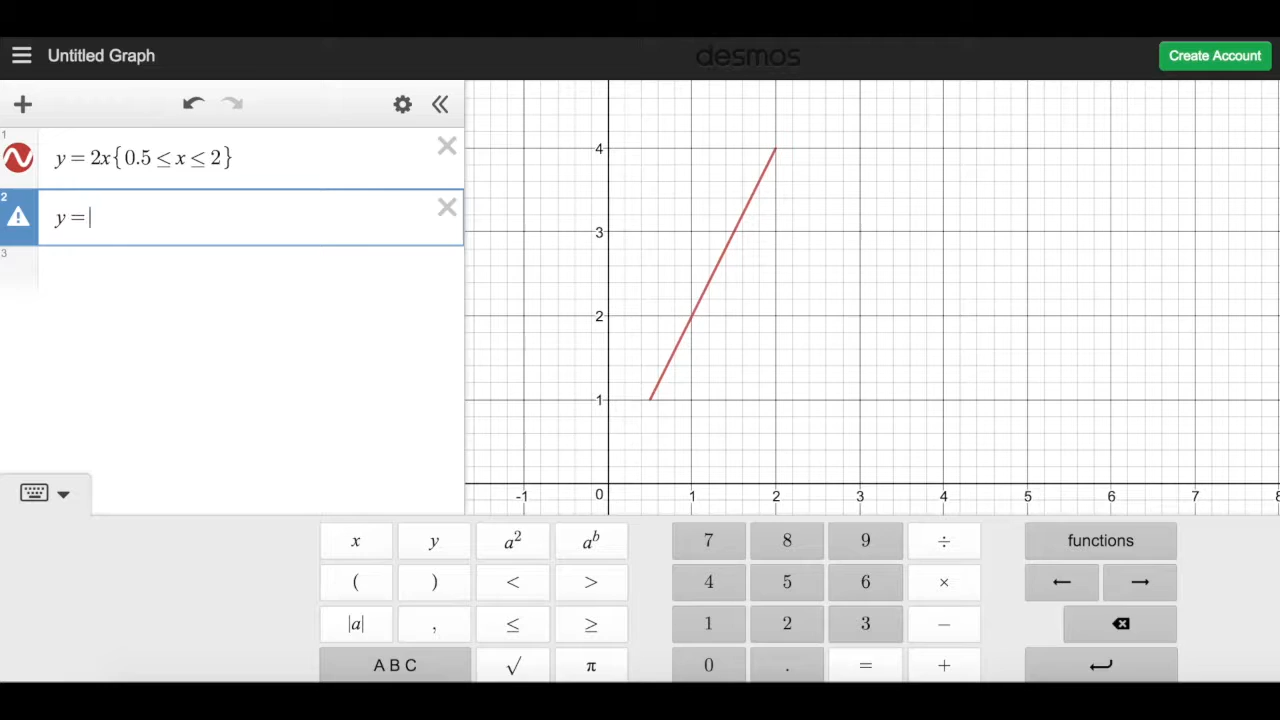 Untitled Graph
desmos
Create Account
1
y = 2x{0.5 ≤ x ≤ 2}
2
y =
3
4
3
2
1
-1 0 1 2 3 4 5 6 7 8
x y a² aᵇ 7 8 9 ÷ functions
( ) < > 4 5 6 × ← →
|a| , ≤ ≥ 1 2 3 −
A B C √ π 0 . = +